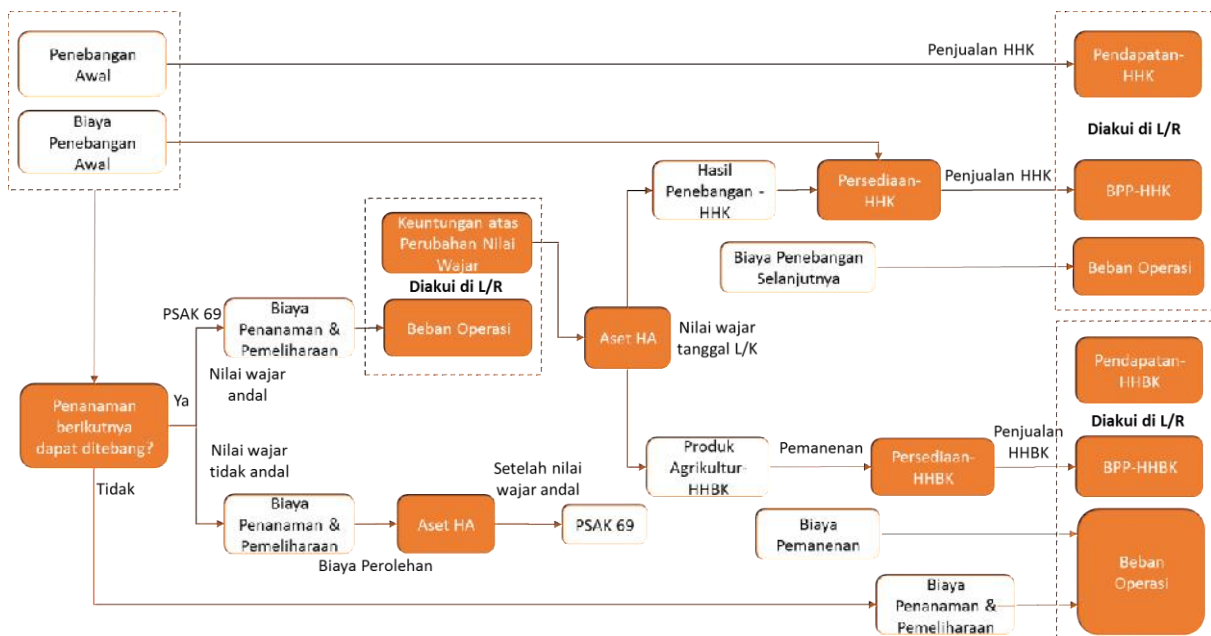 Penebangan
Awal
Penjualan HHK
Pendapatan-
HHK
Biaya
Penebangan
Awal
Diakui di L/R
Hasil
Penebangan -
HHK
Persediaan-
HHK
Penjualan HHK
BPP-HHK
Keuntungan atas
Perubahan Nilai
Wajar
Diakui di L/R
Biaya Penebangan
Selanjutnya
Beban Operasi
PSAK 69
Biaya
Penanaman &
Pemeliharaan
Beban Operasi
Aset HA
Nilai wajar
tanggal L/K
Nilai wajar
andal
Pendapatan-
HHBK
Penanaman
berikutnya
dapat ditebang?
Ya
Diakui di L/R
Nilai wajar
tidak andal
Setelah nilai
wajar andal
Produk
Agrikultur-
HHBK
Pemanenan
Persediaan-
HHBK
Penjualan
HHBK
BPP-HHBK
Tidak
Biaya
Penanaman &
Pemeliharaan
Aset HA
PSAK 69
Biaya
Pemanenan
Biaya Perolehan
Beban
Operasi
Biaya
Penanaman &
Pemeliharaan